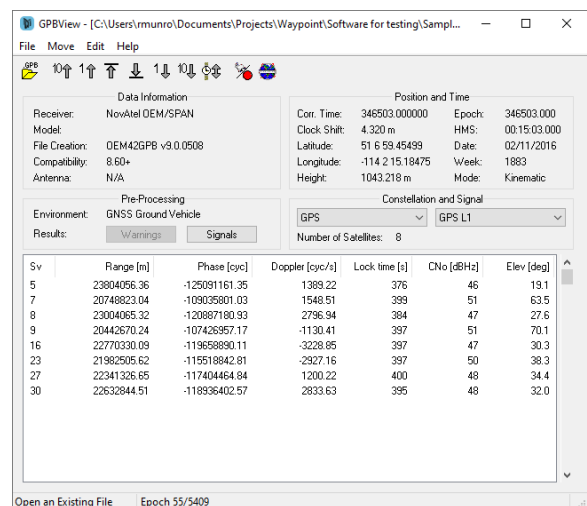 GPBView - [C:\Users\rmunro\Documents\Projects\Waypoint\Software for testing\Sampl...
File Move Edit Help
GPB 10 1 1 10
Data Information
Receiver: NovAtel OEM/SPAN
Model:
File Creation: OEM42GPB v9.0.0508
Compatibility: 8.60+
Antenna: N/A
Position and Time
Corr. Time: 346503.000000 Epoch: 346503.000
Clock Shift: 4.320 m HMS: 00:15:03.000
Latitude: 51 6 59.45499 Date: 02/11/2016
Longitude: -114 2 15.18475 Week: 1883
Height: 1043.218 m Mode: Kinematic
Pre-Processing
Environment: GNSS Ground Vehicle
Results: Warnings Signals
Constellation and Signal
GPS GPS L1
Number of Satellites: 8
Sv Range [m] Phase [cyc] Doppler [cyc/s] Lock time [s] CNo [dBHz] Elev [deg]
5 23804056.36 -125091161.35 1389.22 376 46 19.1
7 20748823.04 -109035801.03 1548.51 399 51 63.5
8 23004065.32 -120887180.93 2796.94 384 47 27.6
9 20442670.24 -107426957.17 -1130.41 397 51 70.1
16 22770330.09 -119658890.11 -3228.85 397 47 30.3
23 21982505.62 -115518842.81 -2927.16 397 50 38.3
27 22341326.65 -117404464.84 1200.22 400 48 34.4
30 22632844.51 -118936402.57 2833.63 395 48 32.0
Open an Existing File Epoch 55/5409